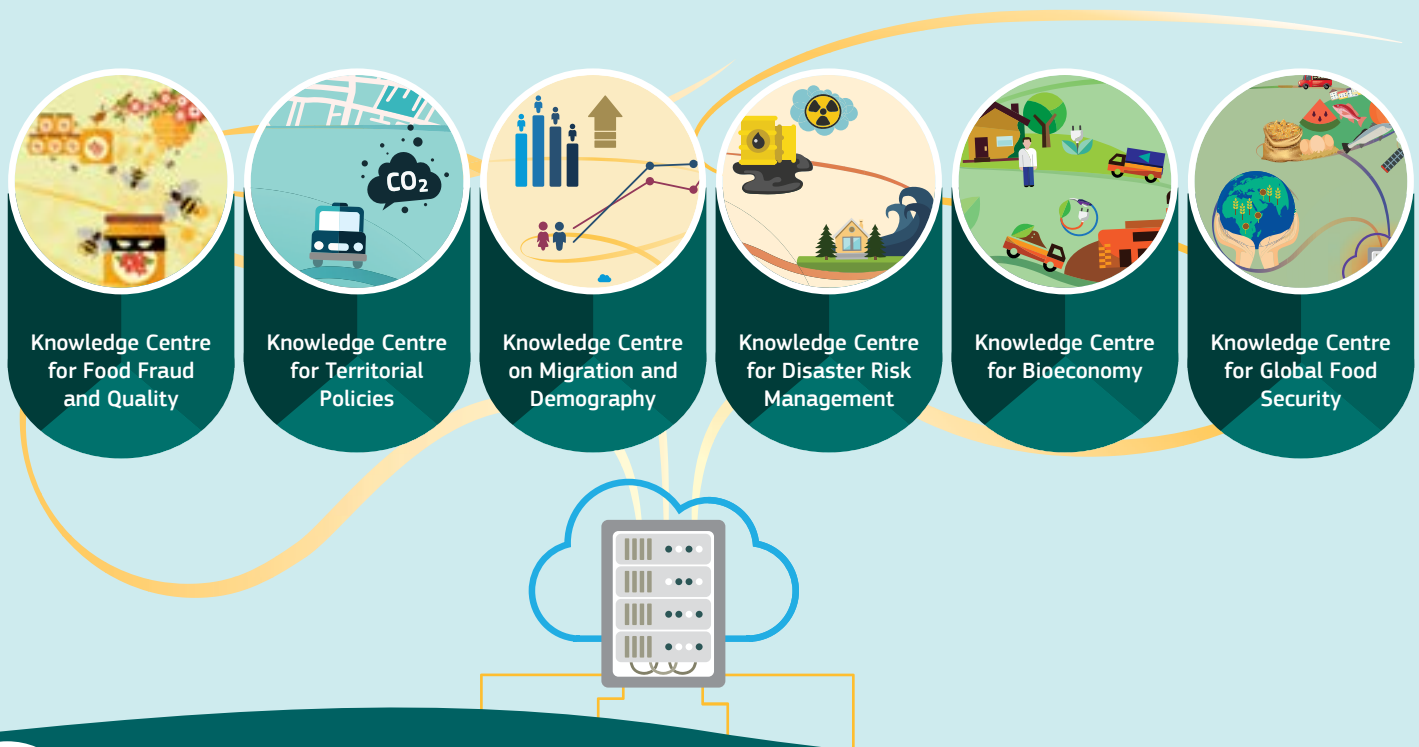 CO₂
Knowledge Centre
for Food Fraud
and Quality
Knowledge Centre
for Territorial
Policies
Knowledge Centre
on Migration and
Demography
Knowledge Centre
for Disaster Risk
Management
Knowledge Centre
for Bioeconomy
Knowledge Centre
for Global Food
Security